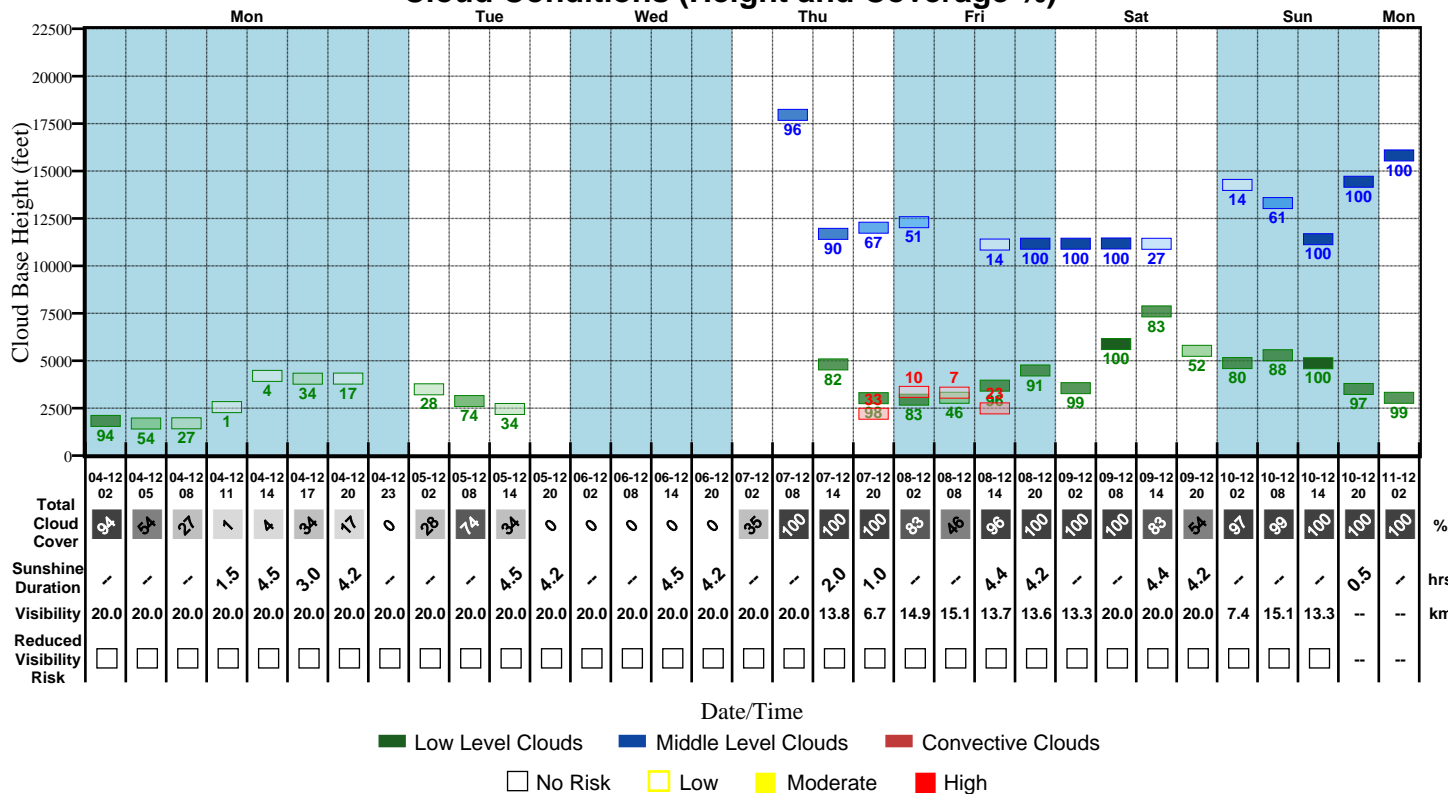 Cloud Conditions (Height and Coverage %)
Mon Tue Wed Thu Fri Sat Sun Mon
Cloud Base Height (feet)
22500
20000
17500
15000
12500
10000
7500
5000
2500
0
96
90 67 51 14 100 100 100 27 14 61 100 100 100
94 54 27 1 4 34 17 28 74 34 82 98 83 46 96 91 99 100 83 52 80 88 100 97 99
33 10 7 23
04-12 04-12 04-12 04-12 04-12 04-12 04-12 04-12 05-12 05-12 05-12 05-12 06-12 06-12 06-12 06-12 07-12 07-12 07-12 07-12 08-12 08-12 08-12 08-12 09-12 09-12 09-12 09-12 10-12 10-12 10-12 10-12 11-12
02 05 08 11 14 17 20 23 02 08 14 20 02 08 14 20 02 08 14 20 02 08 14 20 02 08 14 20 02 08 14 20 02
Total
Cloud
Cover
94 54 27 1 4 34 17 0 28 74 34 0 0 0 0 0 35 100 100 100 83 46 96 100 100 100 83 54 97 99 100 100 100 %
Sunshine
Duration
-- -- -- 1.5 4.5 3.0 4.2 -- -- -- 4.5 4.2 -- -- 4.5 4.2 -- -- 2.0 1.0 -- -- 4.4 4.2 -- -- 4.4 4.2 -- -- -- 0.5 -- hrs
Visibility 20.0 20.0 20.0 20.0 20.0 20.0 20.0 20.0 20.0 20.0 20.0 20.0 20.0 20.0 20.0 20.0 20.0 20.0 13.8 6.7 14.9 15.1 13.7 13.6 13.3 20.0 20.0 20.0 7.4 15.1 13.3 -- -- km
Reduced
Visibility
Risk
-- --
Date/Time
Low Level Clouds Middle Level Clouds Convective Clouds
No Risk Low Moderate High